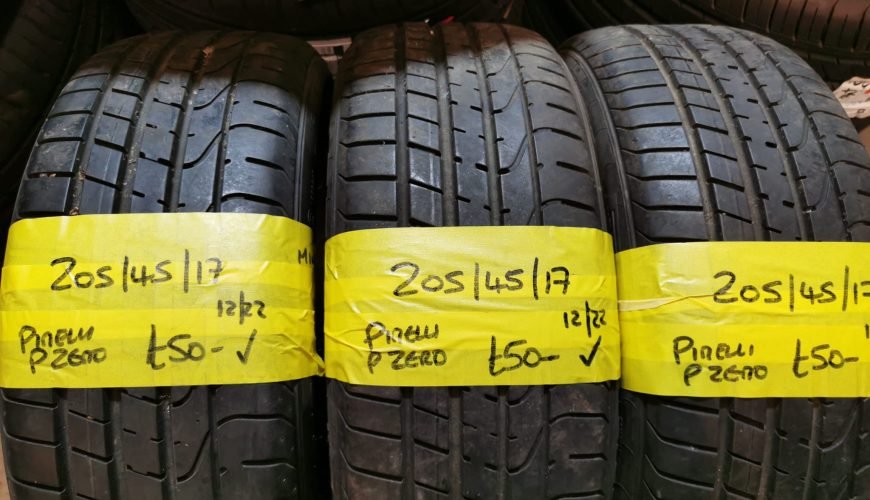 205/45/17
12/22
PIRELLI
P ZERO
£50- ✓
205/45/17
12/22
PIRELLI
P ZERO
£50- ✓
205/45/17
PIRELLI
P ZERO
£50-